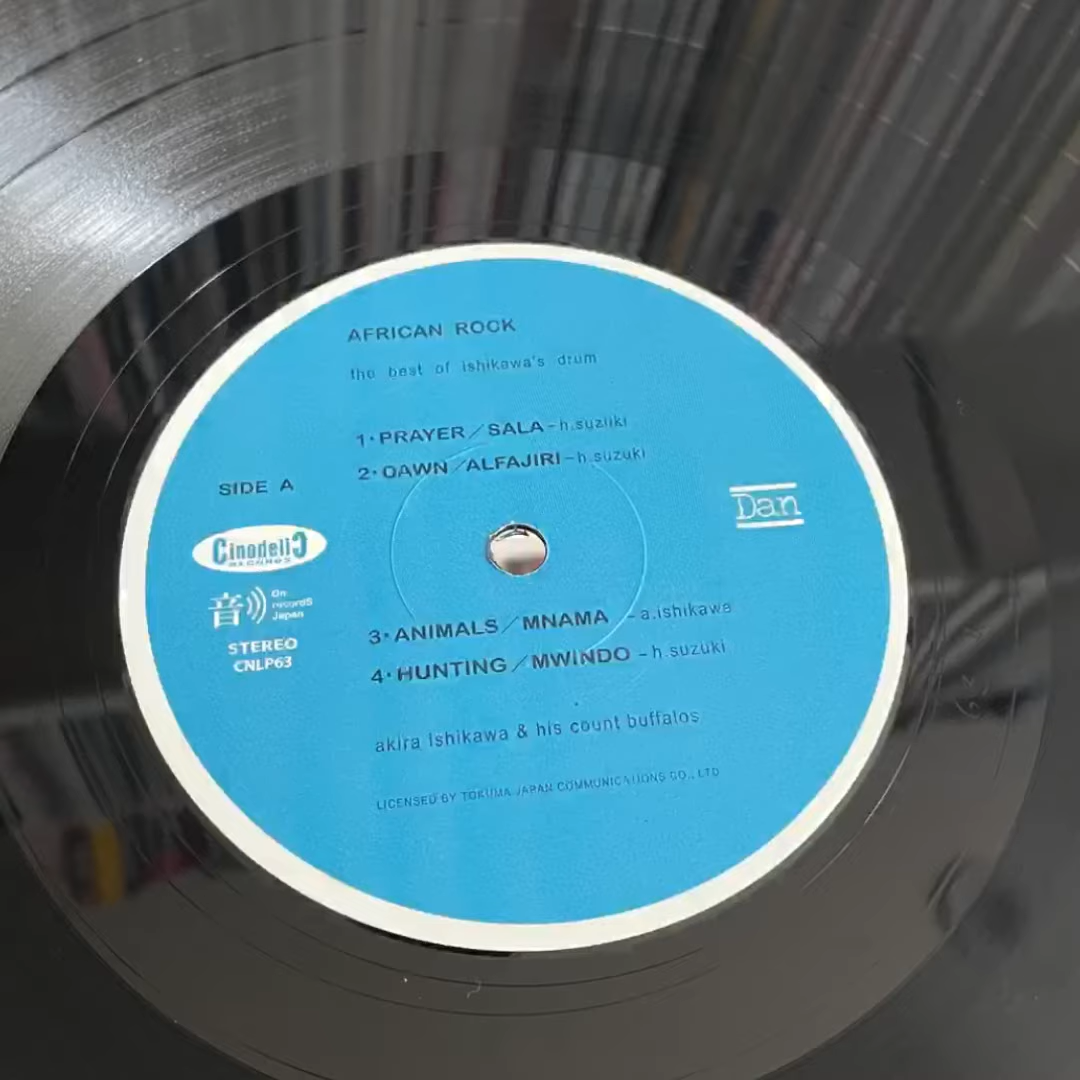 AFRICAN ROCK
the best of ishikawa's drum
1・PRAYER／SALA-h.suzuki
2・DAWN／ALFAJIRI-h.suzuki
SIDE A
Dan
CinedeliC
RECORDS
音
On
recordS
Japan
STEREO
CNLP63
3・ANIMALS／MNAMA -a.ishikawa
4・HUNTING／MWINDO -h.suzuki
akira Ishikawa & his count buffalos
LICENSED BY TOKUMA JAPAN COMMUNICATIONS CO., LTD